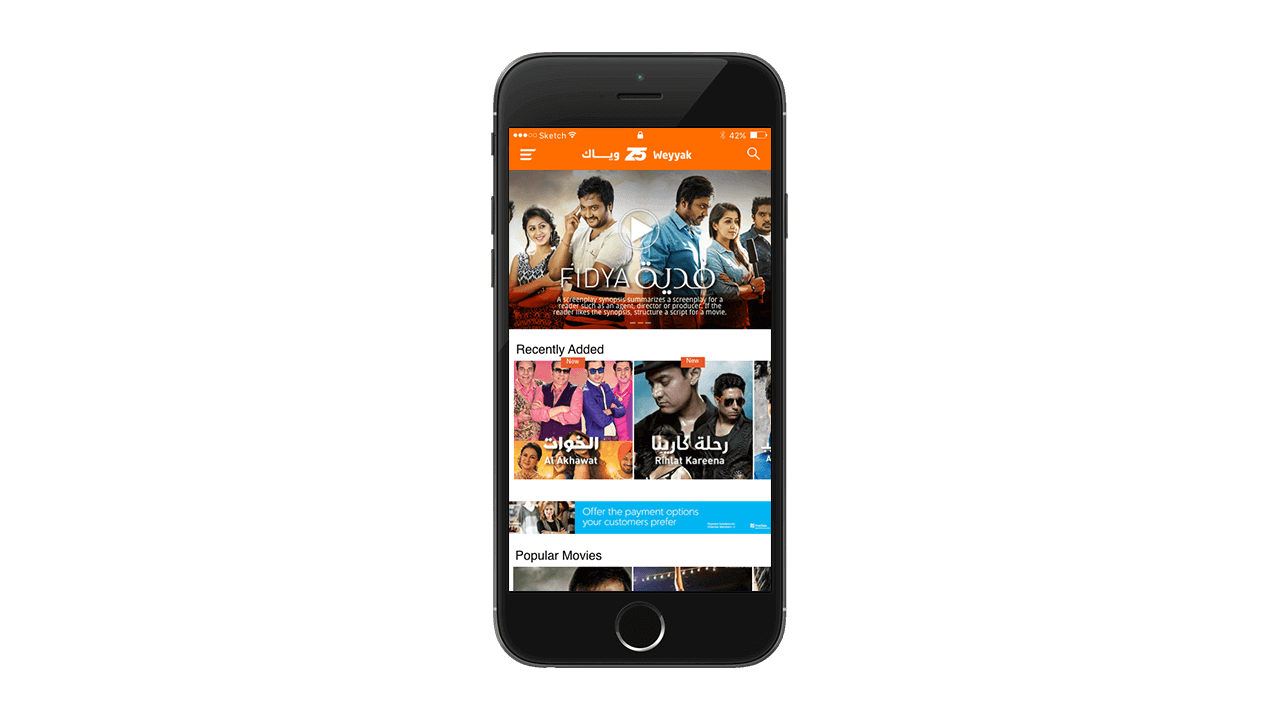 Sketch 42%
وياك Z5 Weyyak
FIDYA فدية
A screenplay synopsis summarizes a screenplay for a
reader such as an agent, director or producer. If the
reader likes the synopsis, structure a script for a movie.
Recently Added
New New
الخوات رحلة كارينا
Al Akhawat Rihlat Kareena
Offer the payment options
your customers prefer
Popular Movies